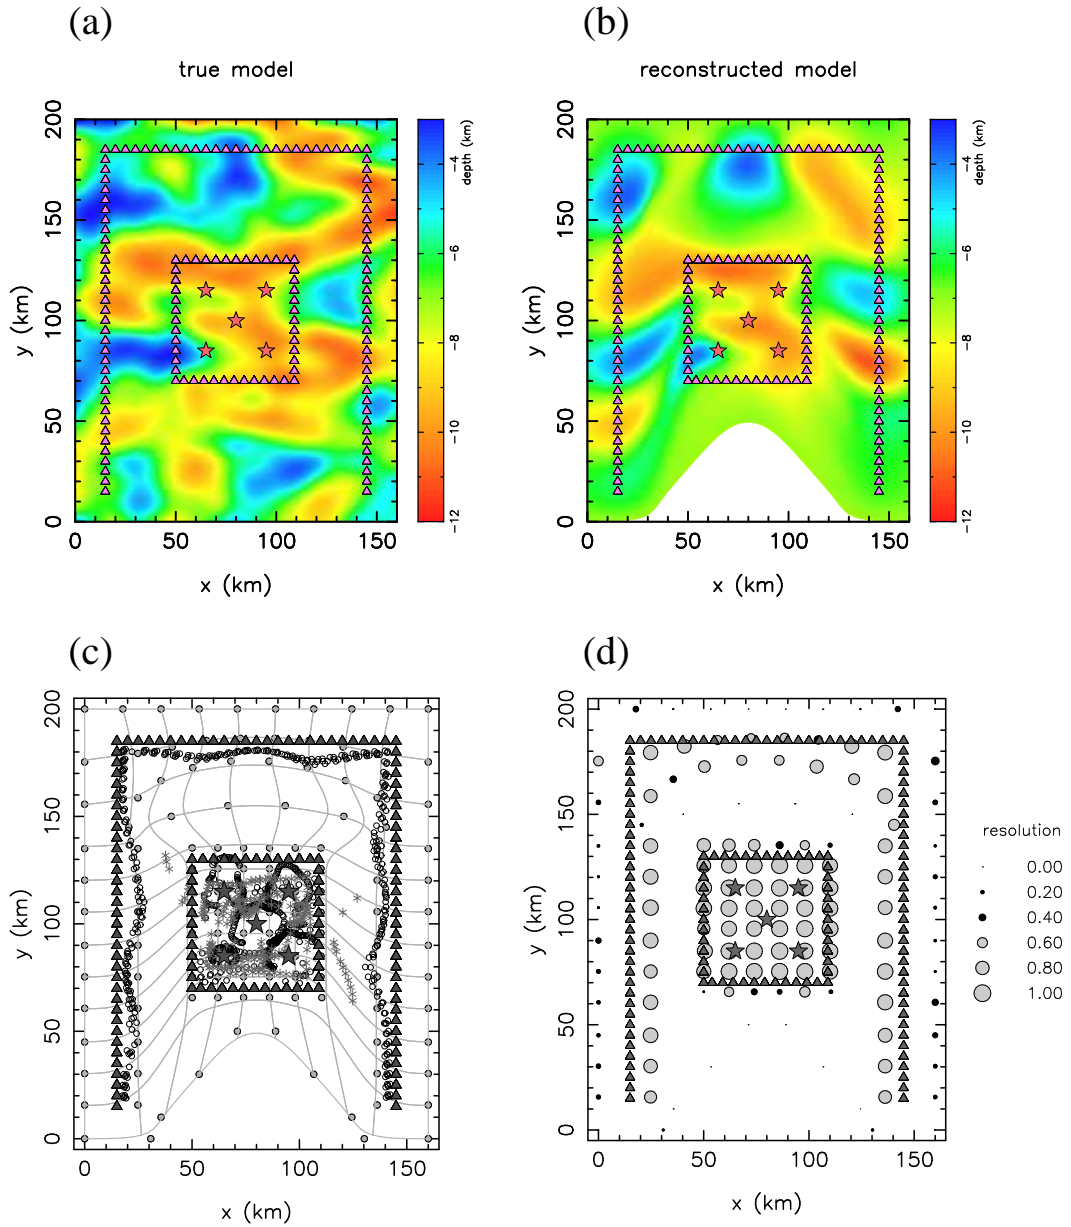 (a)
true model
200
150
100
50
0
0 50 100 150
x (km)
y (km)
depth (km)
−4
−6
−8
−10
−12
(b)
reconstructed model
200
150
100
50
0
0 50 100 150
x (km)
y (km)
depth (km)
−4
−6
−8
−10
−12
(c)
200
150
100
50
0
0 50 100 150
x (km)
y (km)
(d)
200
150
100
50
0
0 50 100 150
x (km)
y (km)
resolution
0.00
0.20
0.40
0.60
0.80
1.00